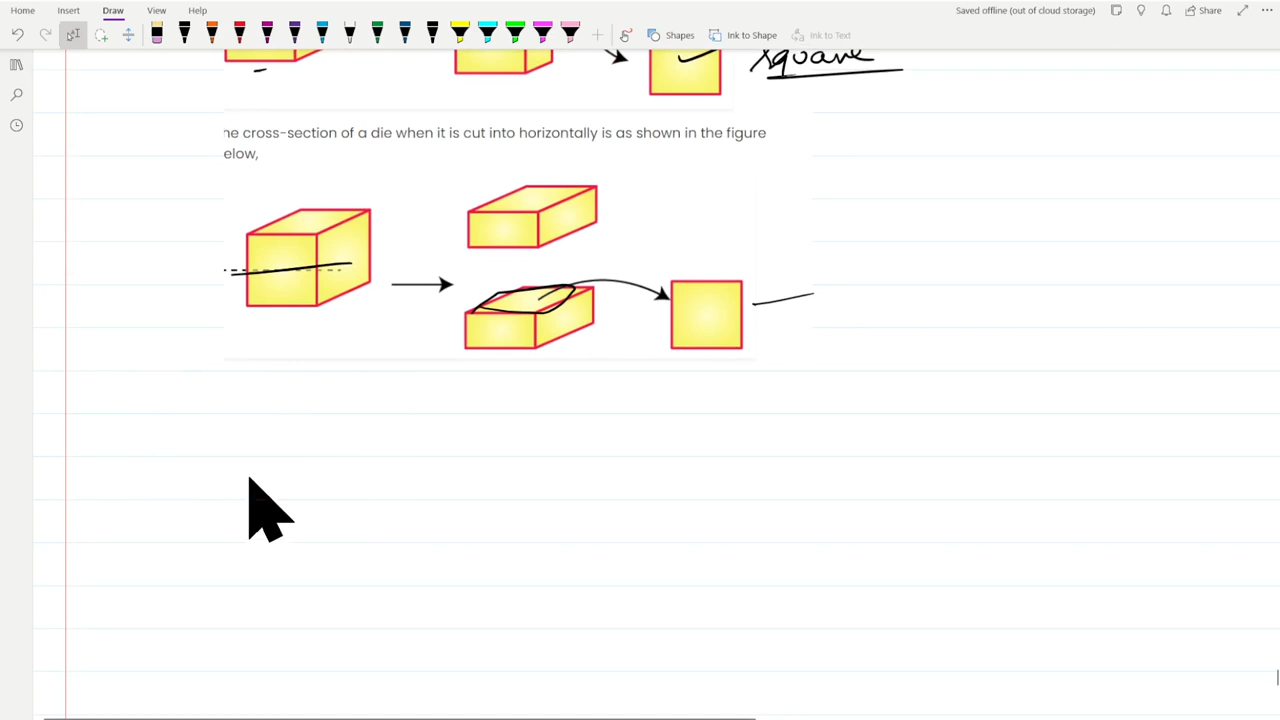 Home Insert Draw View Help Saved offline (out of cloud storage) Share
Shapes Ink to Shape Ink to Text
square
he cross-section of a die when it is cut into horizontally is as shown in the figure
elow,